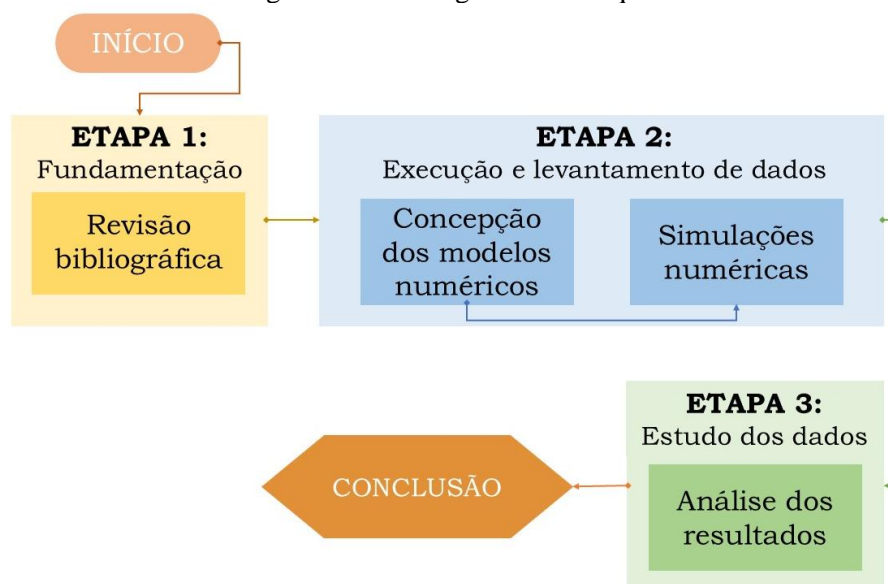 INÍCIO
ETAPA 1:
Fundamentação
Revisão
bibliográfica
ETAPA 2:
Execução e levantamento de dados
Concepção
dos modelos
numéricos
Simulações
numéricas
ETAPA 3:
Estudo dos dados
Análise dos
resultados
CONCLUSÃO